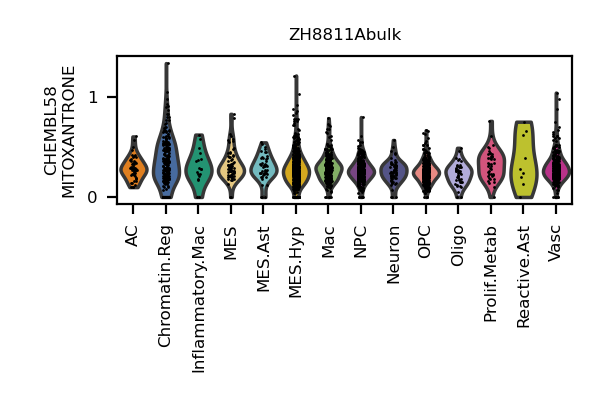 ZH8811Abulk
CHEMBL58
MITOXANTRONE
1
0
AC
Chromatin.Reg
Inflammatory.Mac
MES
MES.Ast
MES.Hyp
Mac
NPC
Neuron
OPC
Oligo
Prolif.Metab
Reactive.Ast
Vasc